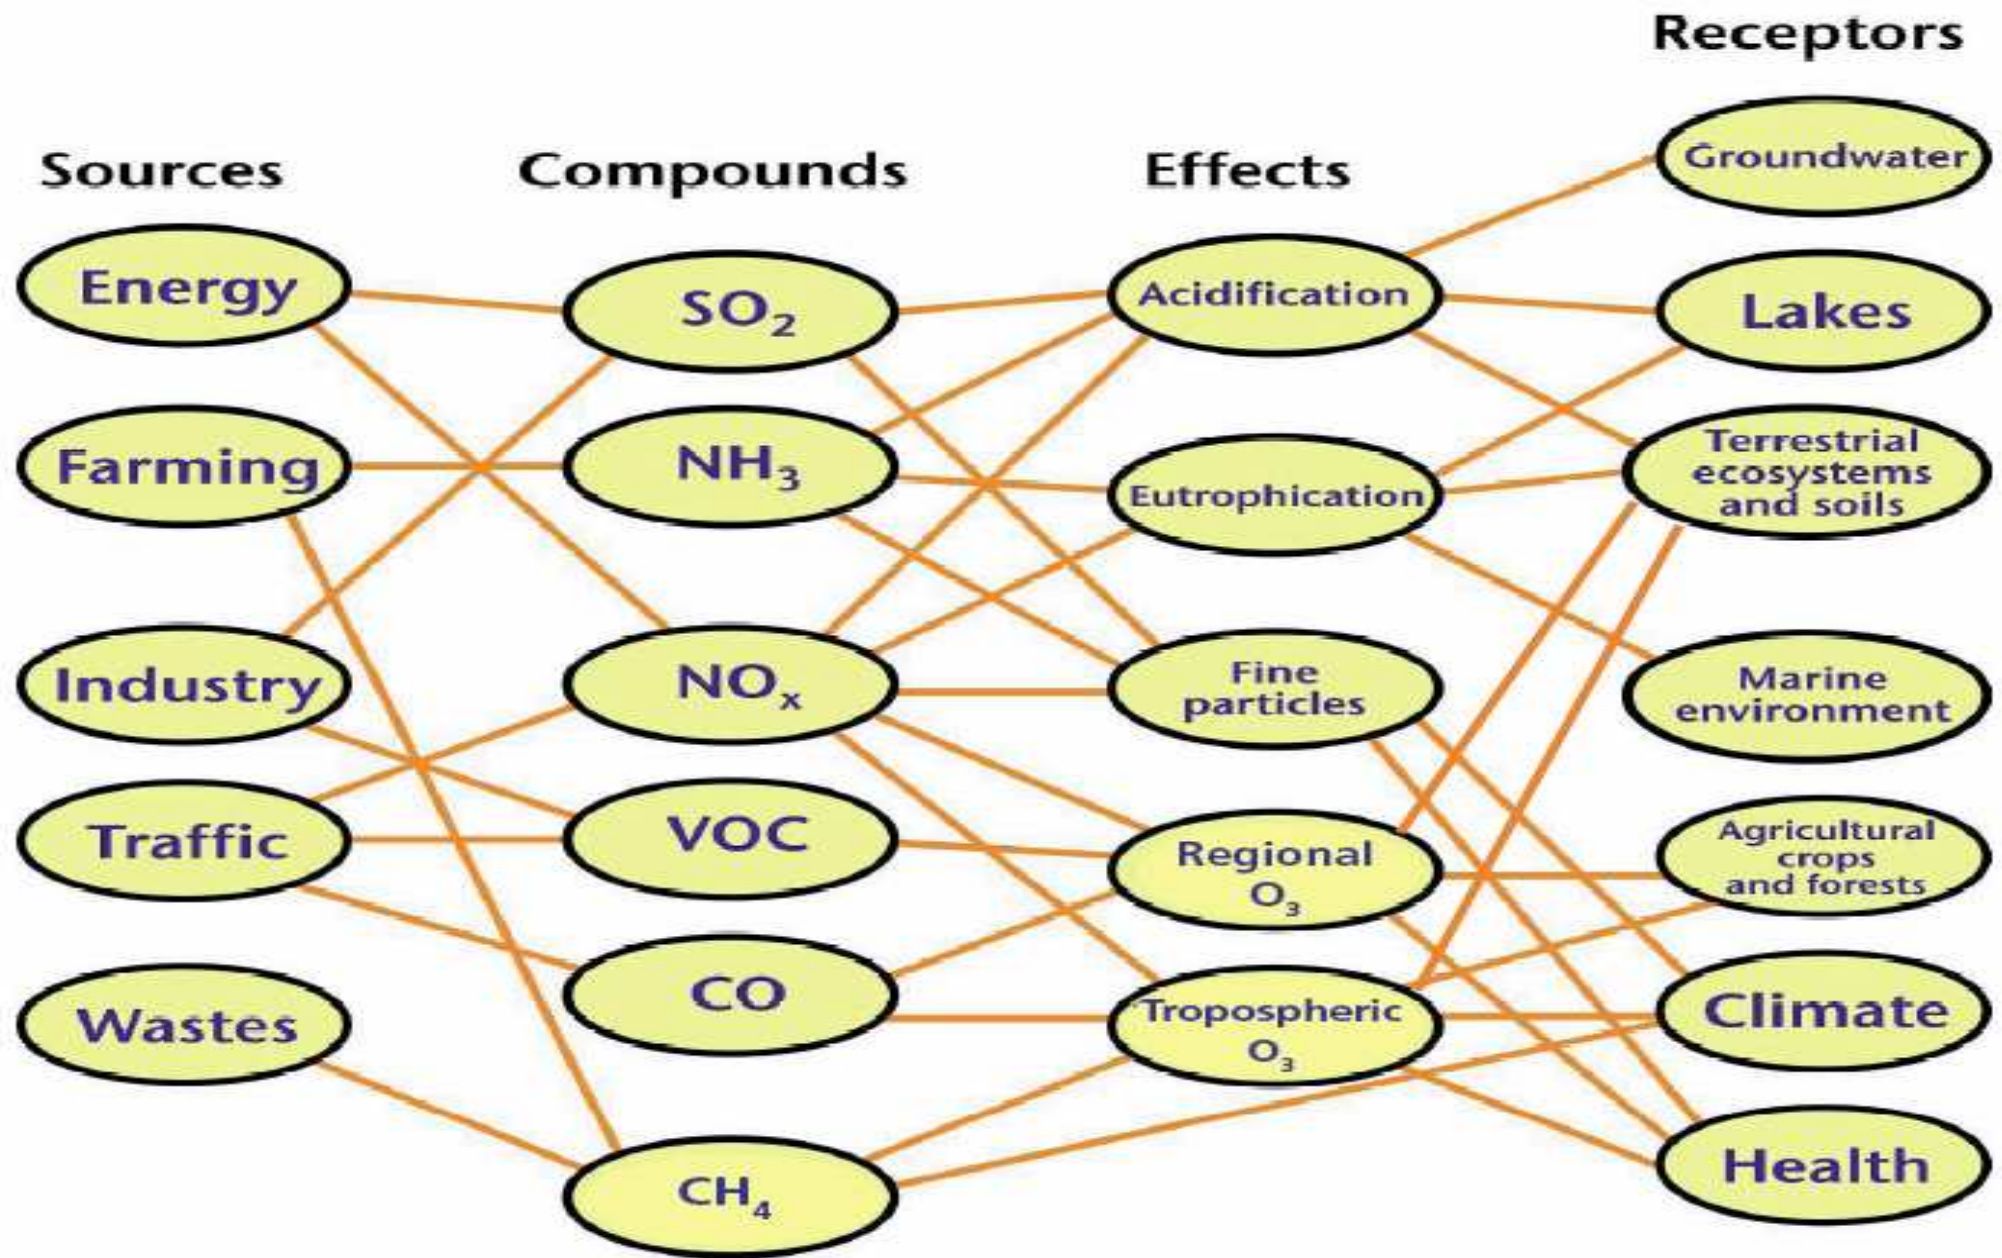 Receptors
Sources
Compounds
Effects
Energy
Farming
Industry
Traffic
Wastes
SO₂
NH₃
NOₓ
VOC
CO
CH₄
Acidification
Eutrophication
Fine
particles
Regional
O₃
Tropospheric
O₃
Groundwater
Lakes
Terrestrial
ecosystems
and soils
Marine
environment
Agricultural
crops
and forests
Climate
Health